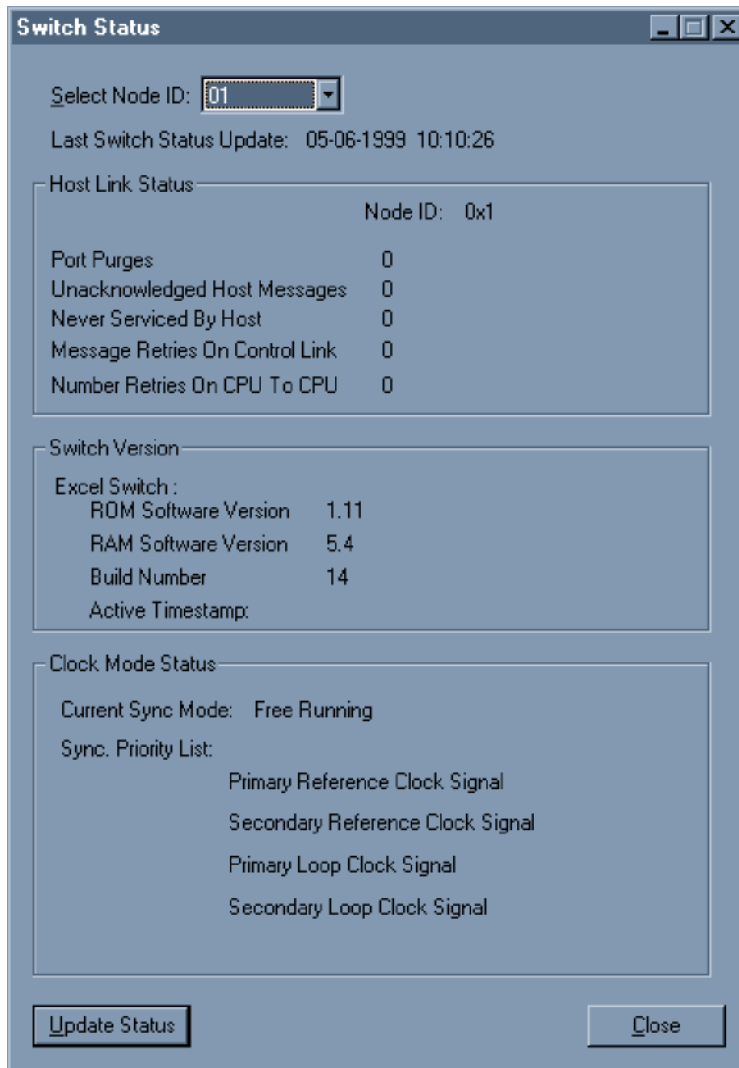 Switch Status
Select Node ID: 01
Last Switch Status Update: 05-06-1999 10:10:26
Host Link Status
Node ID: 0x1
Port Purges 0
Unacknowledged Host Messages 0
Never Serviced By Host 0
Message Retries On Control Link 0
Number Retries On CPU To CPU 0
Switch Version
Excel Switch :
ROM Software Version 1.11
RAM Software Version 5.4
Build Number 14
Active Timestamp:
Clock Mode Status
Current Sync Mode: Free Running
Sync. Priority List:
Primary Reference Clock Signal
Secondary Reference Clock Signal
Primary Loop Clock Signal
Secondary Loop Clock Signal
Update Status Close